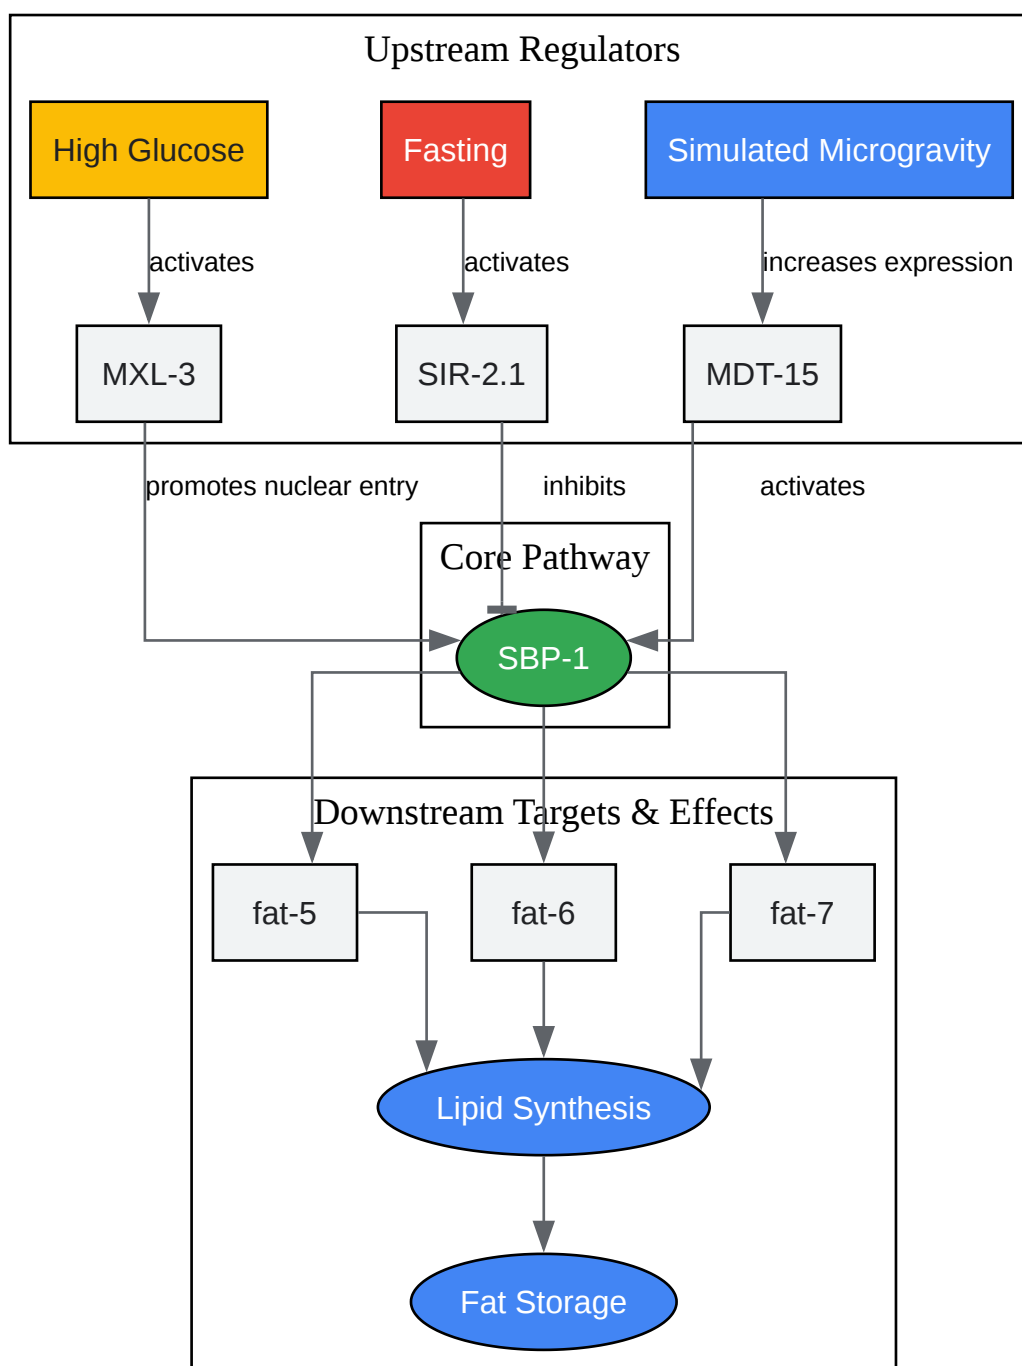 Upstream Regulators
High Glucose
Fasting
Simulated Microgravity
activates
activates
increases expression
MXL-3
SIR-2.1
MDT-15
promotes nuclear entry
inhibits
activates
Core Pathway
SBP-1
Downstream Targets & Effects
fat-5
fat-6
fat-7
Lipid Synthesis
Fat Storage